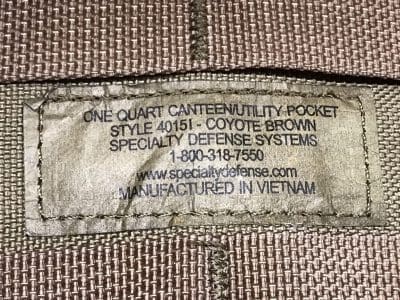 ONE QUART CANTEEN/UTILITY POCKET
STYLE 4015I - COYOTE BROWN
SPECIALTY DEFENSE SYSTEMS
1-800-318-7550
www.specialtydefense.com
MANUFACTURED IN VIETNAM